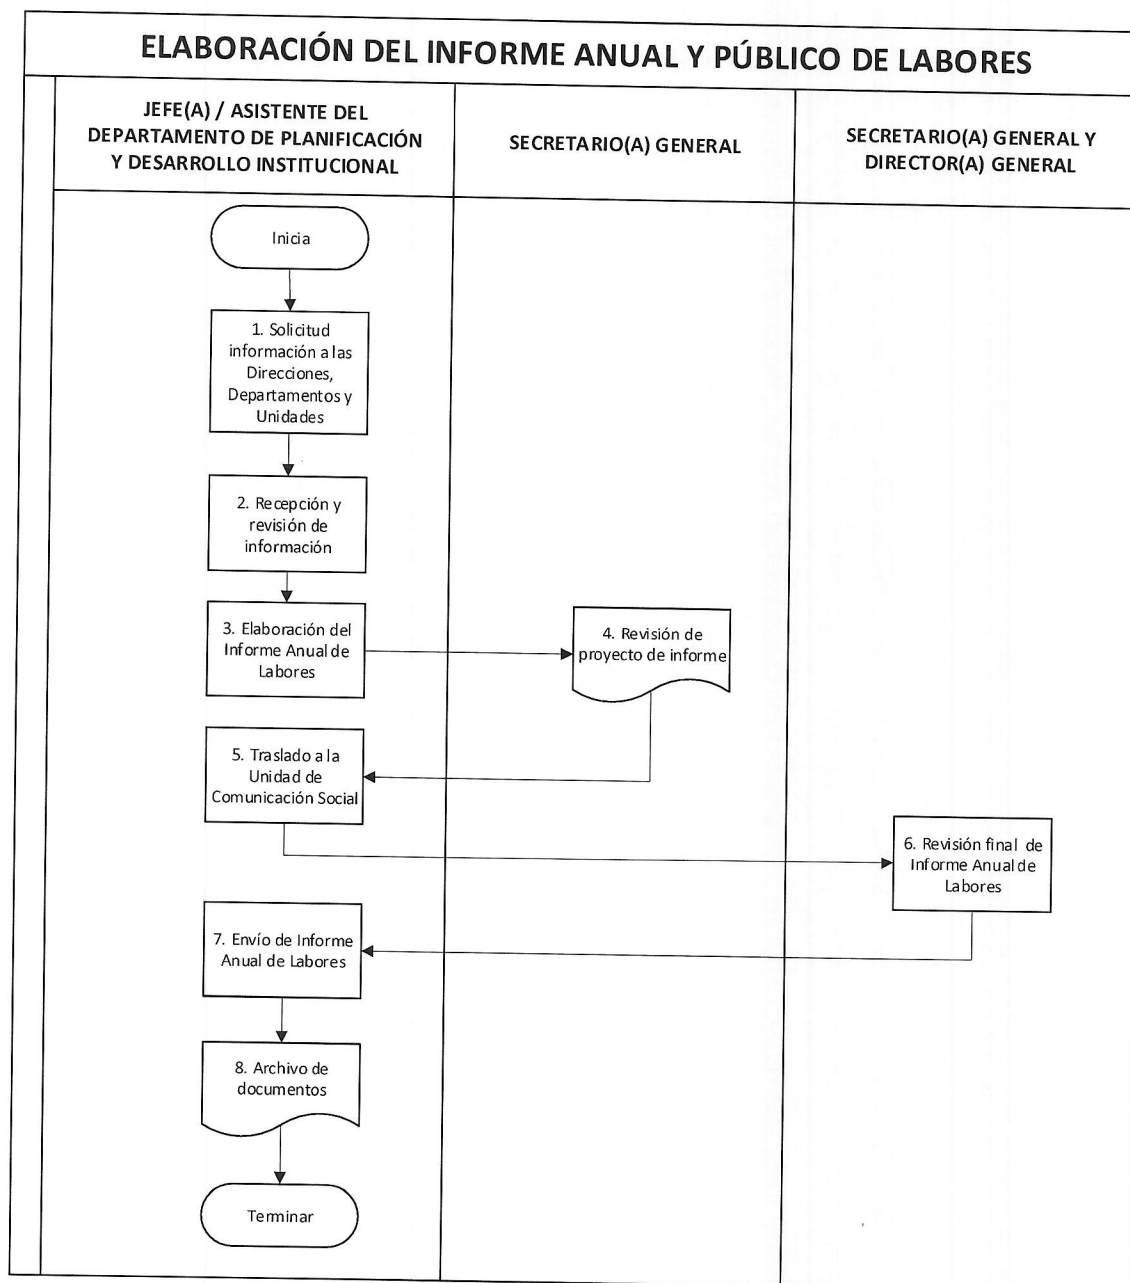 ELABORACIÓN DEL INFORME ANUAL Y PÚBLICO DE LABORES
JEFE(A) / ASISTENTE DEL
DEPARTAMENTO DE PLANIFICACIÓN
Y DESARROLLO INSTITUCIONAL
SECRETARIO(A) GENERAL
SECRETARIO(A) GENERAL Y
DIRECTOR(A) GENERAL
Inicia
1. Solicitud
información a las
Direcciones,
Departamentos y
Unidades
2. Recepción y
revisión de
información
3. Elaboración del
Informe Anual de
Labores
4. Revisión de
proyecto de informe
5. Traslado a la
Unidad de
Comunicación Social
6. Revisión final de
Informe Anual de
Labores
7. Envío de Informe
Anual de Labores
8. Archivo de
documentos
Terminar